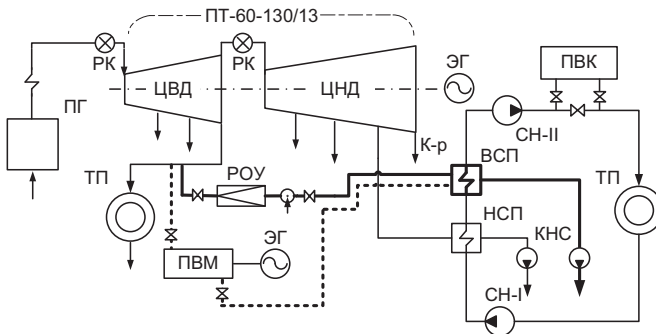 ПТ-60-130/13
РК
РК
ПВК
ЦВД
ЦНД
ЭГ
ПГ
СН-II
К-р
ТП
РОУ
ВСП
ТП
НСП
КНС
ЭГ
ПВМ
СН-I